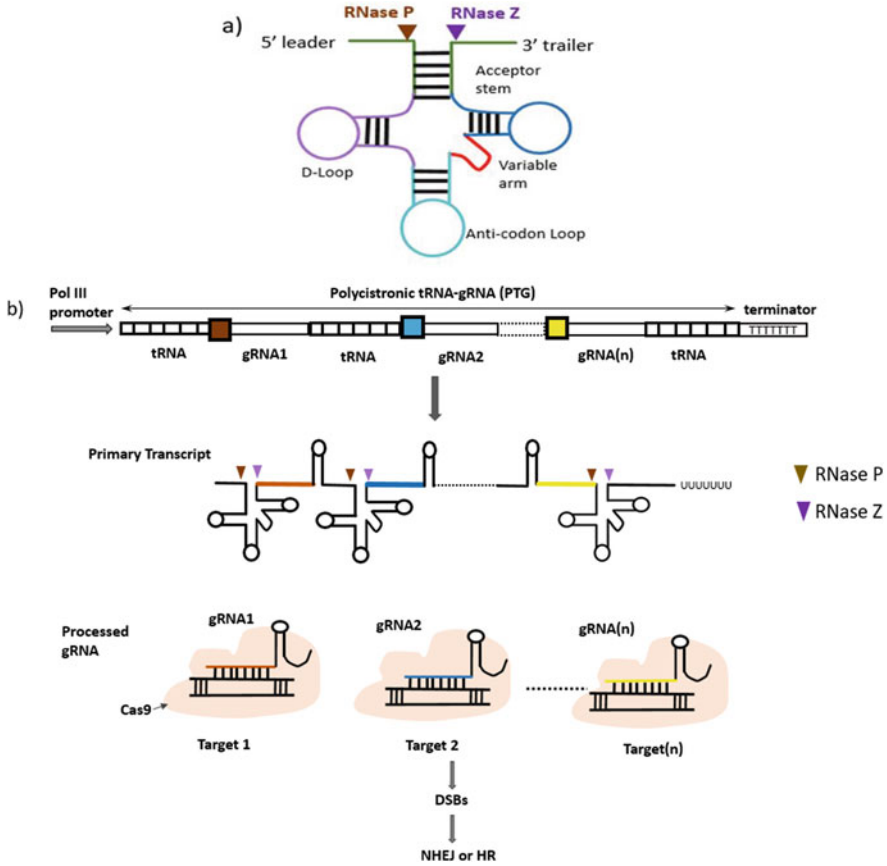 a)
RNase P RNase Z
5' leader
3' trailer
Acceptor
stem
D-Loop
Variable
arm
Anti-codon Loop
b)
Pol III
promoter
Polycistronic tRNA-gRNA (PTG)
terminator
TTTTTTT
tRNA gRNA1 tRNA gRNA2 gRNA(n) tRNA
Primary Transcript
UUUUUUU
RNase P
RNase Z
Processed
gRNA
gRNA1 gRNA2 gRNA(n)
Cas9
Target 1 Target 2 Target(n)
DSBs
NHEJ or HR